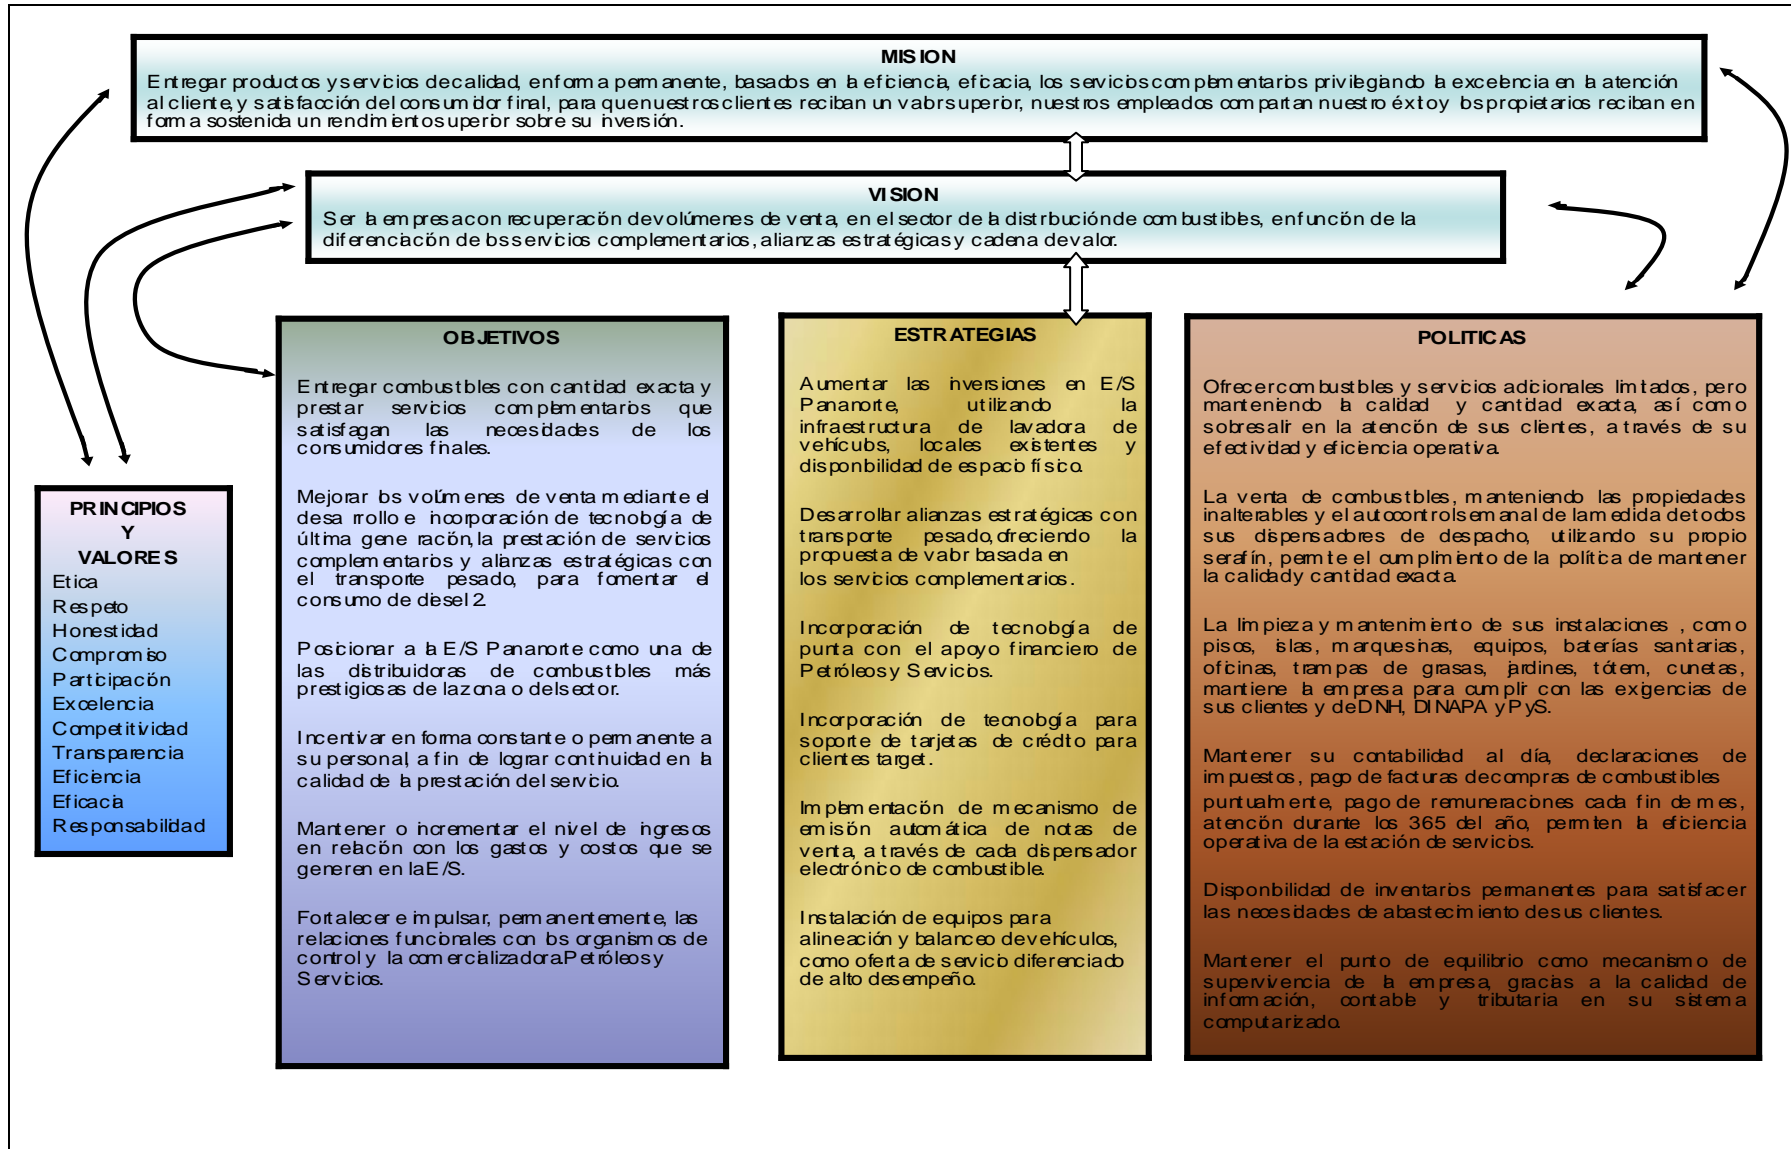 MISION
Entregar productos y servicios de calidad, en forma permanente, basados en la eficiencia, eficacia, los servicios complementarios privilegiando la excelencia en la atención
al cliente, y satisfacción del consumidor final, para que nuestros clientes reciban un valor superior, nuestros empleados compartan nuestro éxito y los propietarios reciban en
forma sostenida un rendimiento superior sobre su inversión.
VISION
Ser la empresa con recuperación de volúmenes de venta, en el sector de la distribución de combustibles, en función de la
diferenciación de los servicios complementarios, alianzas estratégicas y cadena de valor.
PRINCIPIOS
Y
VALORES
Etica
Respeto
Honestidad
Compromiso
Participación
Excelencia
Competitividad
Transparencia
Eficiencia
Eficacia
Responsabilidad
OBJETIVOS
Entregar combustibles con cantidad exacta y
prestar servicios complementarios que
satisfagan las necesidades de los
consumidores finales.
Mejorar los volúmenes de venta mediante el
desarrollo e incorporación de tecnología de
última generación, la prestación de servicios
complementarios y alianzas estratégicas con
el transporte pesado, para fomentar el
consumo de diesel 2.
Posicionar a la E/S Pananorte como una de
las distribuidoras de combustibles más
prestigiosas de la zona o del sector.
Incentivar en forma constante o permanente a
su personal, a fin de lograr continuidad en la
calidad de la prestación del servicio.
Mantener o incrementar el nivel de ingresos
en relación con los gastos y costos que se
generen en la E/S.
Fortalecer e impulsar, permanentemente, las
relaciones funcionales con los organismos de
control y la comercializadora Petróleos y
Servicios.
ESTRATEGIAS
Aumentar las inversiones en E/S
Pananorte, utilizando la
infraestructura de lavadora de
vehículos, locales existentes y
disponibilidad de espacio físico.
Desarrollar alianzas estratégicas con
transporte pesado, ofreciendo la
propuesta de valor basada en
los servicios complementarios.
Incorporación de tecnología de
punta con el apoyo financiero de
Petróleos y Servicios.
Incorporación de tecnología para
soporte de tarjetas de crédito para
clientes target.
Implementación de mecanismo de
emisión automática de notas de
venta, a través de cada dispensador
electrónico de combustible.
Instalación de equipos para
alineación y balanceo de vehículos,
como oferta de servicio diferenciado
de alto desempeño.
POLITICAS
Ofrecer combustibles y servicios adicionales limitados, pero
manteniendo la calidad y cantidad exacta, así como
sobresalir en la atención de sus clientes, a través de su
efectividad y eficiencia operativa.
La venta de combustibles, manteniendo las propiedades
inalterables y el autocontrol semanal de la medida de todos
sus dispensadores de despacho, utilizando su propio
serafín, permite el cumplimiento de la política de mantener
la calidad y cantidad exacta.
La limpieza y mantenimiento de sus instalaciones, como
pisos, islas, marquesinas, equipos, baterías sanitarias,
oficinas, trampas de grasas, jardines, tótem, cunetas,
mantiene la empresa para cumplir con las exigencias de
sus clientes y de DNH, DINAPA y PyS.
Mantener su contabilidad al día, declaraciones de
impuestos, pago de facturas de compras de combustibles
puntualmente, pago de remuneraciones cada fin de mes,
atención durante los 365 del año, permiten la eficiencia
operativa de la estación de servicios.
Disponibilidad de inventarios permanentes para satisfacer
las necesidades de abastecimiento de sus clientes.
Mantener el punto de equilibrio como mecanismo de
supervivencia de la empresa, gracias a la calidad de
información, contable y tributaria en su sistema
computarizado.